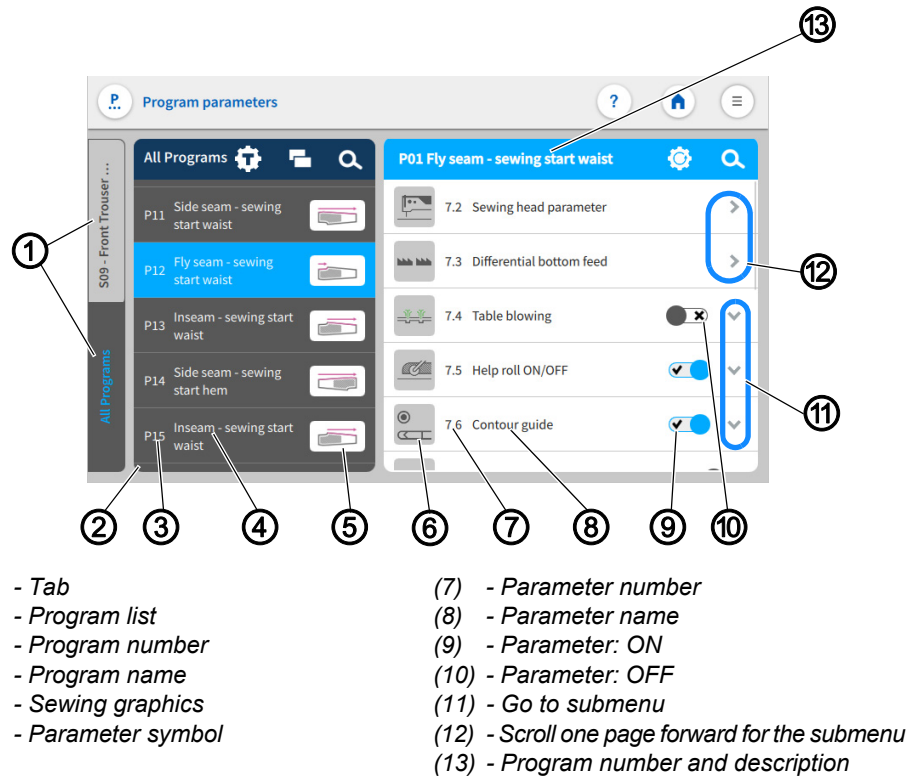 ⑬
P...
Program parameters
?
S09 - Front Trouser ...
All Programs
All Programs
T
P01 Fly seam - sewing start waist
P11 Side seam - sewing
start waist
P12 Fly seam - sewing
start waist
P13 Inseam - sewing start
waist
P14 Side seam - sewing
start hem
P15 Inseam - sewing start
waist
7.2 Sewing head parameter
7.3 Differential bottom feed
7.4 Table blowing
7.5 Help roll ON/OFF
7.6 Contour guide
①
⑫
⑪
② ③ ④ ⑤ ⑥ ⑦ ⑧ ⑨ ⑩
- Tab
- Program list
- Program number
- Program name
- Sewing graphics
- Parameter symbol
(7) - Parameter number
(8) - Parameter name
(9) - Parameter: ON
(10) - Parameter: OFF
(11) - Go to submenu
(12) - Scroll one page forward for the submenu
(13) - Program number and description